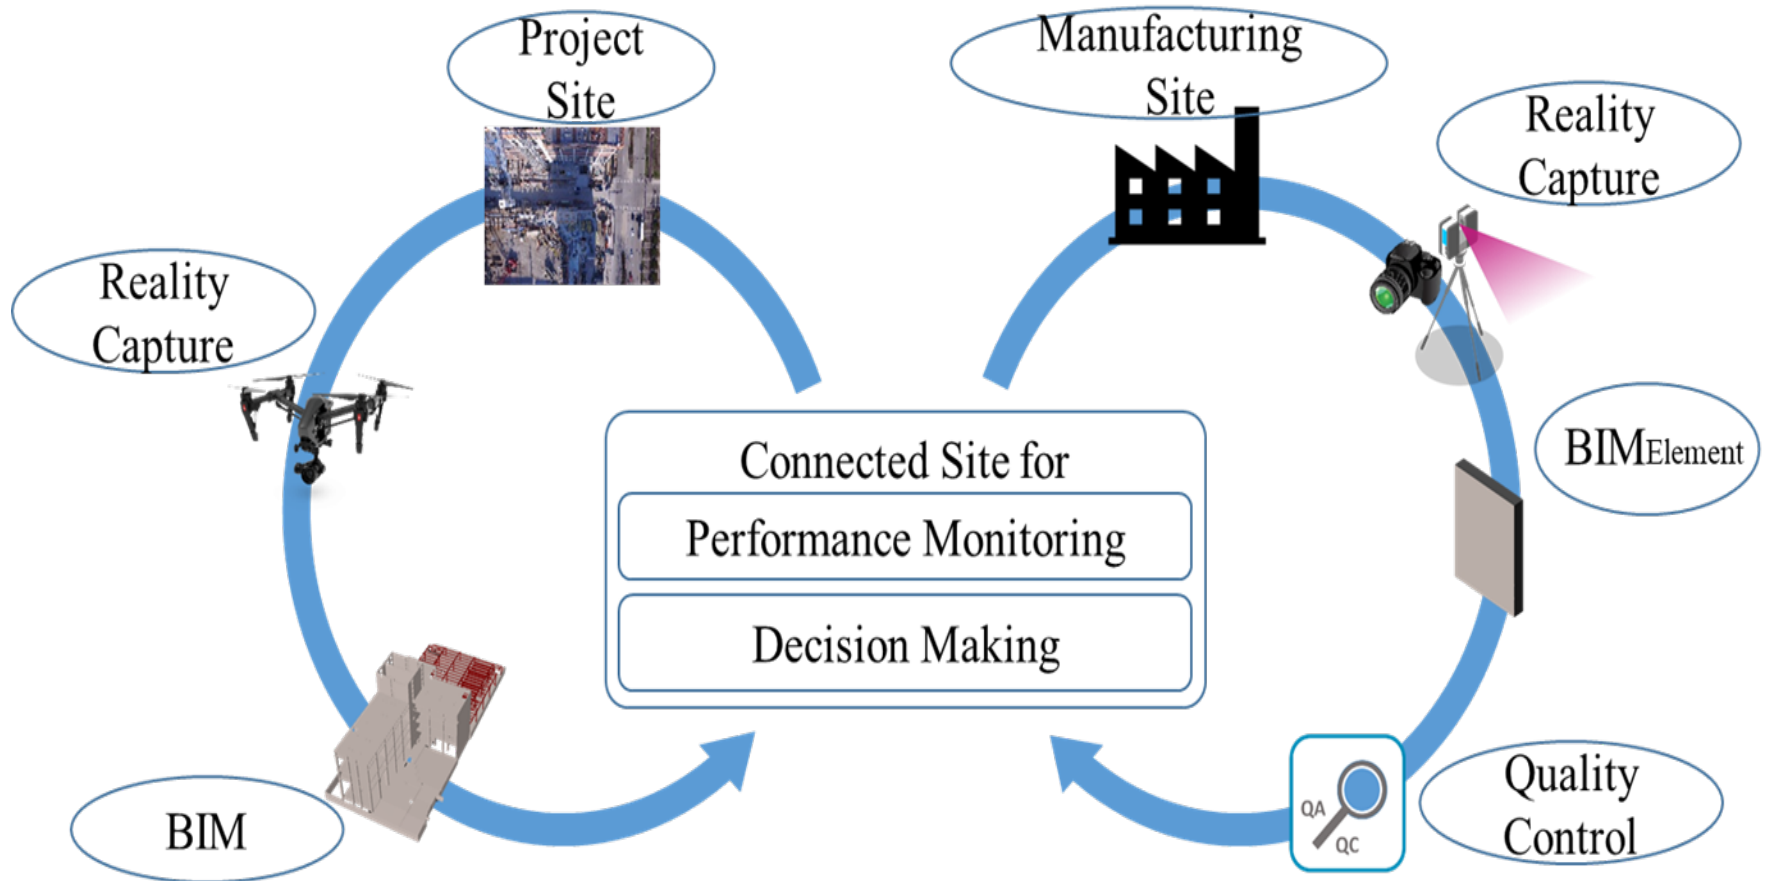 Project
Site
Manufacturing
Site
Reality
Capture
Reality
Capture
BIMElement
Connected Site for
Performance Monitoring
Decision Making
BIM
QA
QC
Quality
Control